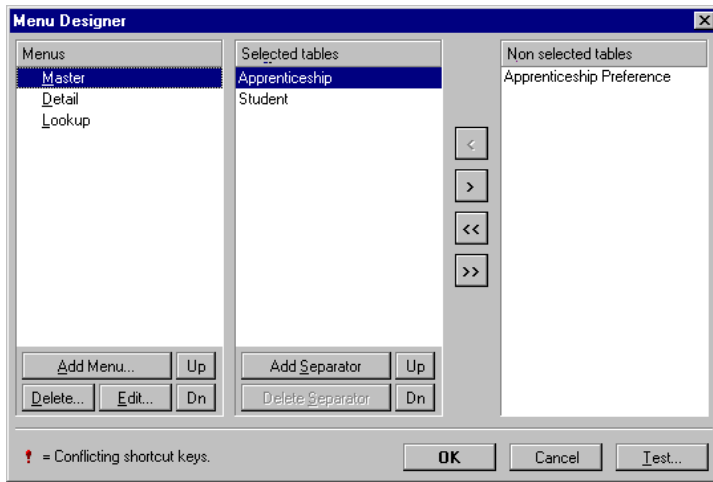 Menu Designer
Menus
Master
Detail
Lookup
Add Menu...
Up
Delete...
Edit...
Dn
Selected tables
Apprenticeship
Student
Add Separator
Up
Delete Separator
Dn
<
>
<<
>>
Non selected tables
Apprenticeship Preference
! = Conflicting shortcut keys.
OK
Cancel
Test...